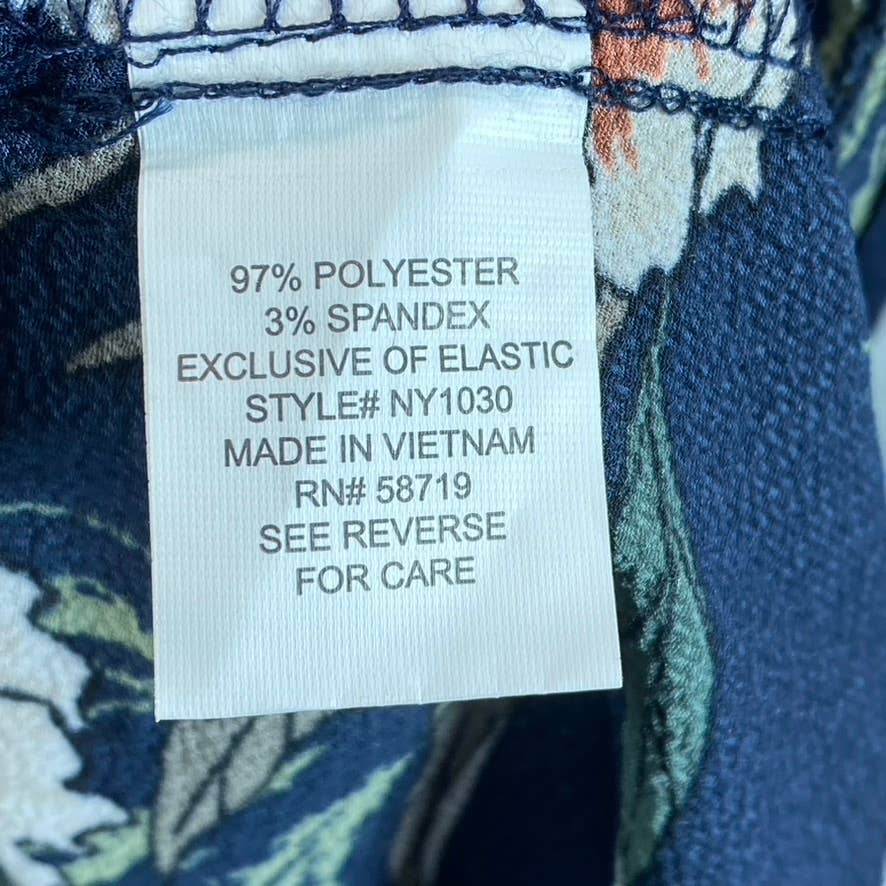 97% POLYESTER
3% SPANDEX
EXCLUSIVE OF ELASTIC
STYLE# NY1030
MADE IN VIETNAM
RN# 58719
SEE REVERSE
FOR CARE